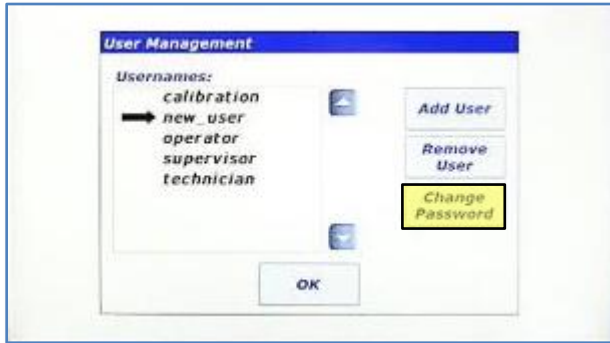 User Management
Usernames:
calibration
new_user
operator
supervisor
technician
Add User
Remove
User
Change
Password
OK